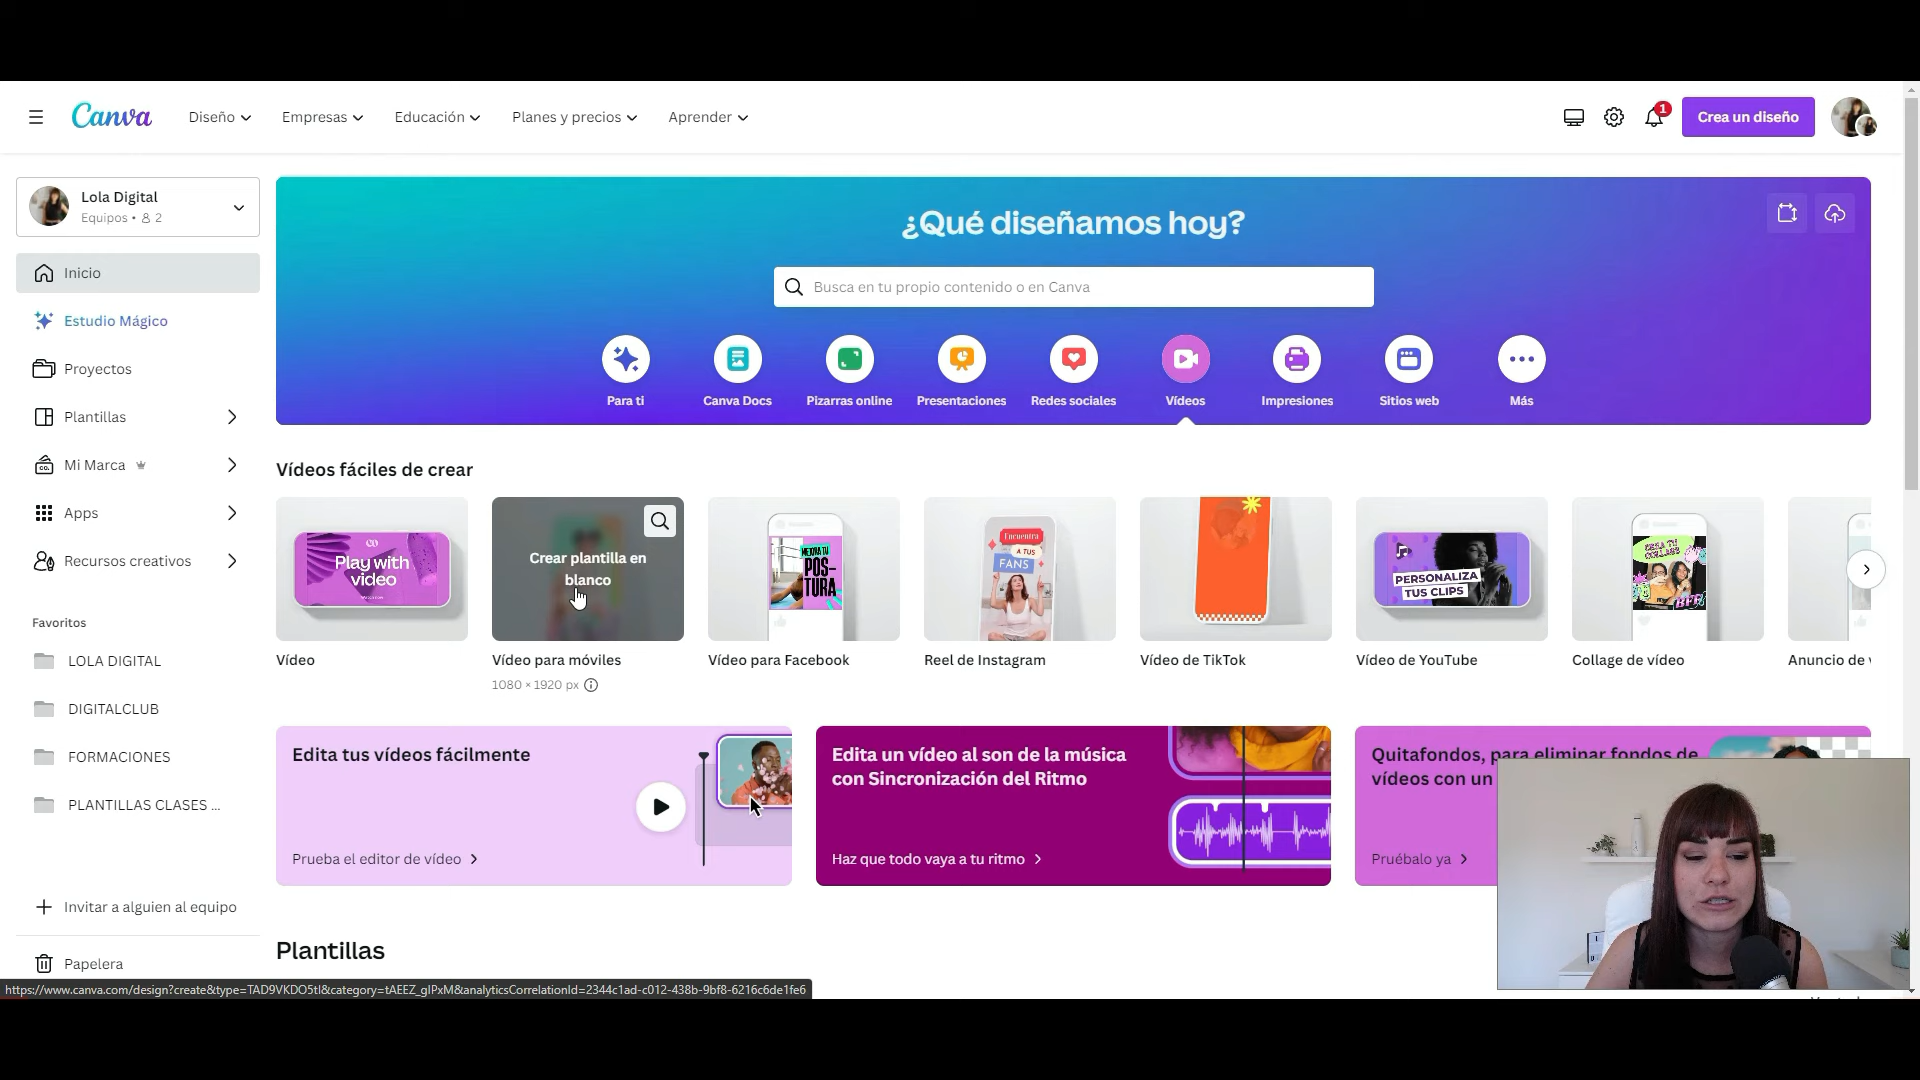 Canva
Diseño
Empresas
Educación
Planes y precios
Aprender
1
Crea un diseño
Lola Digital
Equipos • 2
Inicio
Estudio Mágico
Proyectos
Plantillas
Mi Marca
Apps
Recursos creativos
Favoritos
LOLA DIGITAL
DIGITALCLUB
FORMACIONES
PLANTILLAS CLASES ...
Invitar a alguien al equipo
Papelera
¿Qué diseñamos hoy?
Busca en tu propio contenido o en Canva
Para ti
Canva Docs
Pizarras online
Presentaciones
Redes sociales
Vídeos
Impresiones
Sitios web
Más
Vídeos fáciles de crear
Play with
video
Crear plantilla en
blanco
MEJORA TU
POS-
TURA
Encuentra
A TUS
FANS
PERSONALIZA
TUS CLIPS
CREA TU
COLLAGE
BFF
Vídeo
Vídeo para móviles
1080 × 1920 px
Vídeo para Facebook
Reel de Instagram
Vídeo de TikTok
Vídeo de YouTube
Collage de vídeo
Anuncio de
Edita tus vídeos fácilmente
Prueba el editor de vídeo
Edita un vídeo al son de la música
con Sincronización del Ritmo
Haz que todo vaya a tu ritmo
Quitafondos, para eliminar fondos de
vídeos con un
Pruébalo ya
Plantillas
https://www.canva.com/design?create&type=TAD9VKDO5tI&category=tAEEZ_gIPxM&analyticsCorrelationId=2344c1ad-c012-438b-9bf8-6216c6de1fe6